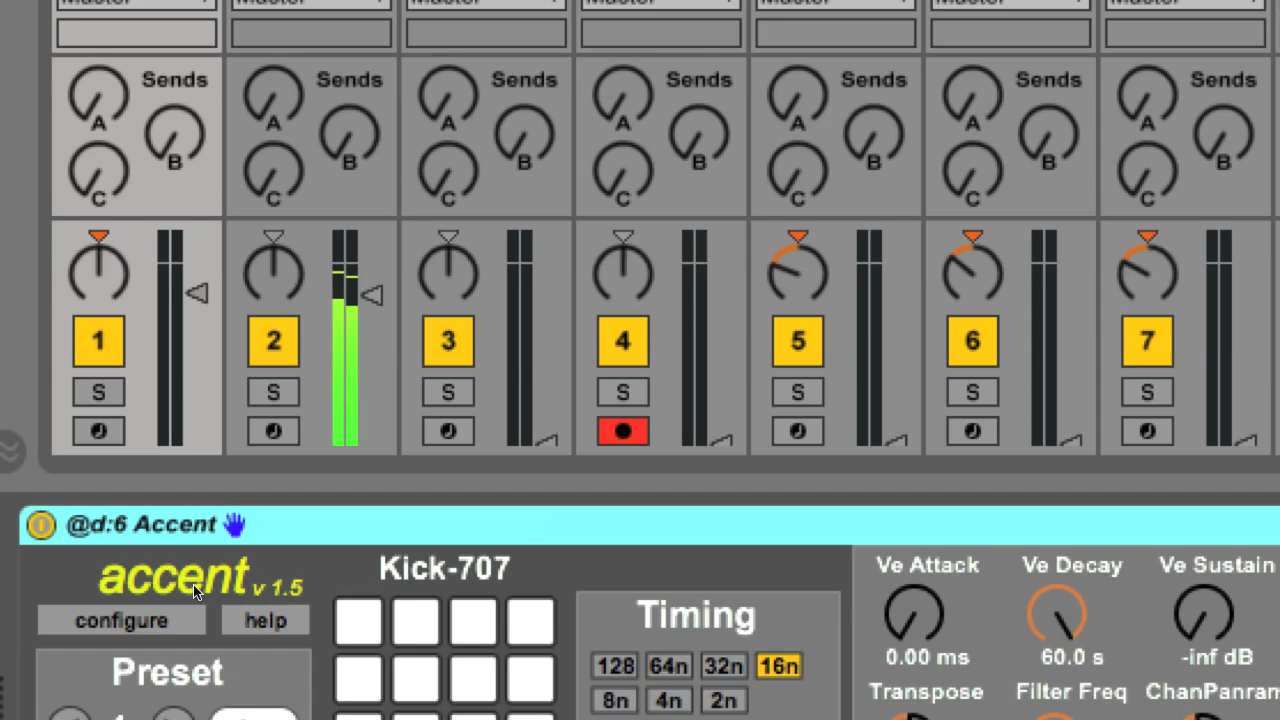 Master Master Master Master Master Master Master
Sends Sends Sends Sends Sends Sends Sends
A A A A A A A
B B B B B B B
C C C C C C C
1 2 3 4 5 6 7
S S S S S S S
@d:6 Accent
accent v 1.5
configure help
Preset
Kick-707
Timing
128 64n 32n 16n
8n 4n 2n
Ve Attack Ve Decay Ve Sustain
0.00 ms 60.0 s -inf dB
Transpose Filter Freq ChanPanram